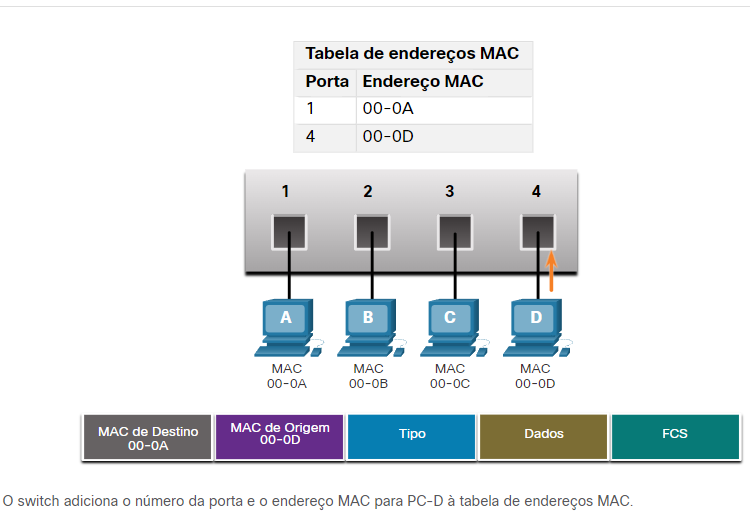 Tabela de endereços MAC
Porta Endereço MAC
1 00-0A
4 00-0D
1 2 3 4
A B C D
MAC MAC MAC MAC
00-0A 00-0B 00-0C 00-0D
MAC de Destino MAC de Origem Tipo Dados FCS
00-0A 00-0D
O switch adiciona o número da porta e o endereço MAC para PC-D à tabela de endereços MAC.